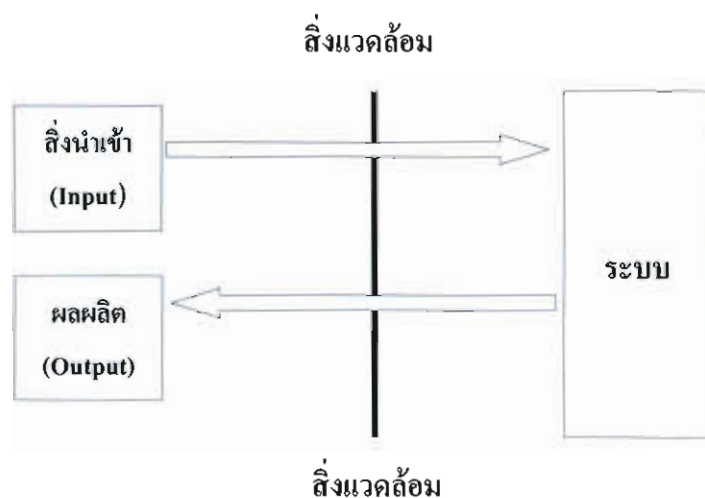 สิ่งแวดล้อม
สิ่งนำเข้า
(Input)
ระบบ
ผลผลิต
(Output)
สิ่งแวดล้อม